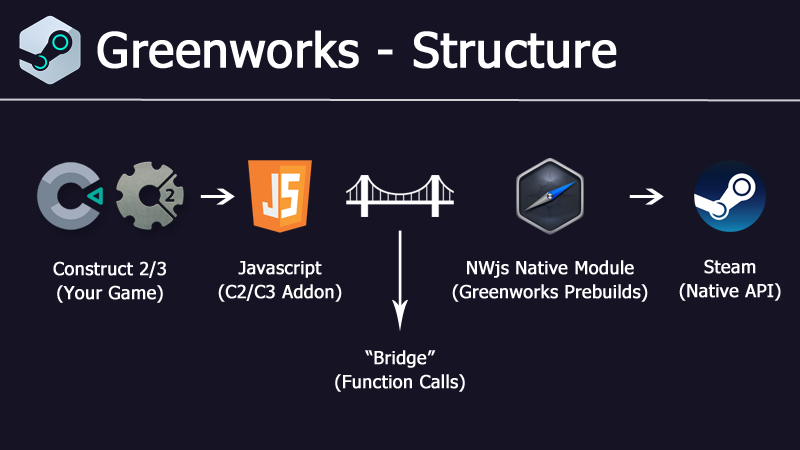 Greenworks - Structure
2
JS
Construct 2/3
(Your Game)
Javascript
(C2/C3 Addon)
NWjs Native Module
(Greenworks Prebuilds)
Steam
(Native API)
“Bridge”
(Function Calls)